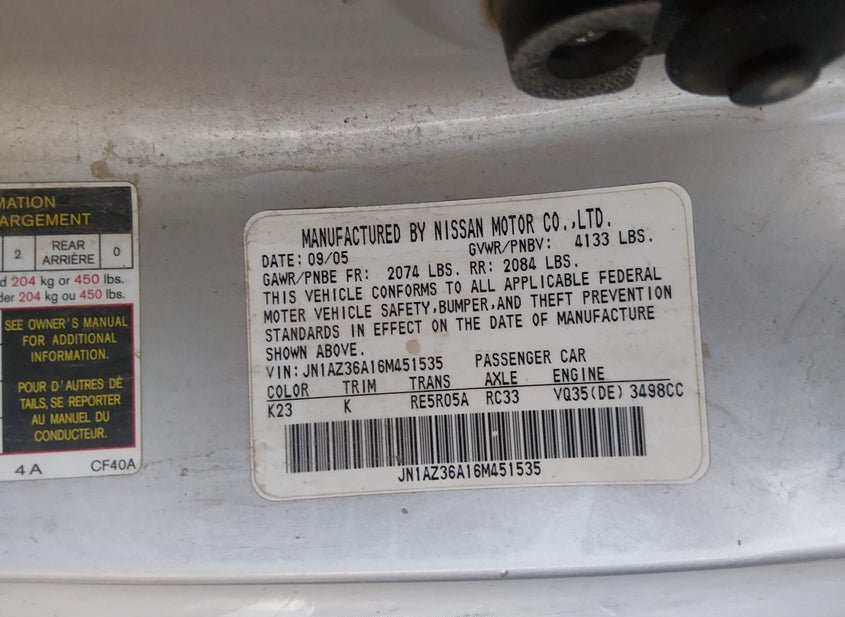 MATION
ARGEMENT
2 REAR ARRIÈRE 0
d 204 kg or 450 lbs.
der 204 kg ou 450 lbs.
SEE OWNER'S MANUAL
FOR ADDITIONAL
INFORMATION.
POUR D'AUTRES DÉ
TAILS, SE REPORTER
AU MANUEL DU
CONDUCTEUR.
4A CF40A
MANUFACTURED BY NISSAN MOTOR CO.,LTD.
DATE: 09/05 GVWR/PNBV: 4133 LBS.
GAWR/PNBE FR: 2074 LBS. RR: 2084 LBS.
THIS VEHICLE CONFORMS TO ALL APPLICABLE FEDERAL
MOTOR VEHICLE SAFETY,BUMPER,AND THEFT PREVENTION
STANDARDS IN EFFECT ON THE DATE OF MANUFACTURE
SHOWN ABOVE.
VIN: JN1AZ36A16M451535 PASSENGER CAR
COLOR TRIM TRANS AXLE ENGINE
K23 K RE5R05A RC33 VQ35(DE) 3498CC
JN1AZ36A16M451535